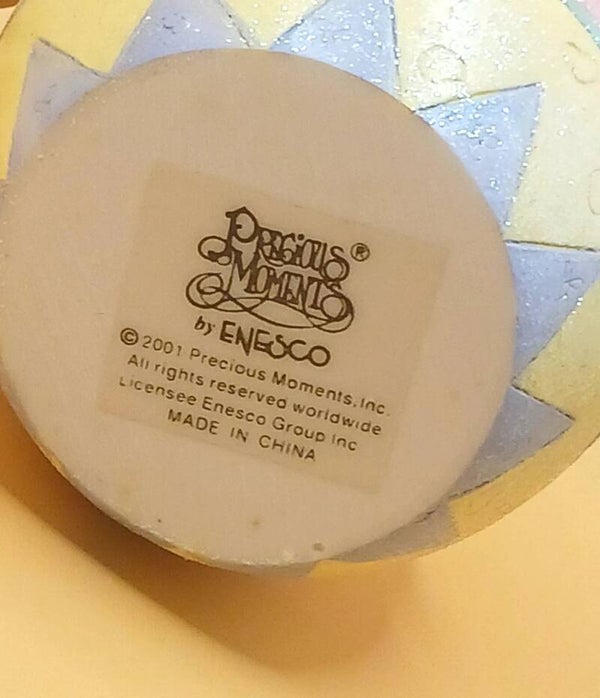 PRECIOUS ®
MOMENTS
by ENESCO
© 2001 Precious Moments, Inc.
All rights reserved worldwide
Licensee Enesco Group Inc
MADE IN CHINA